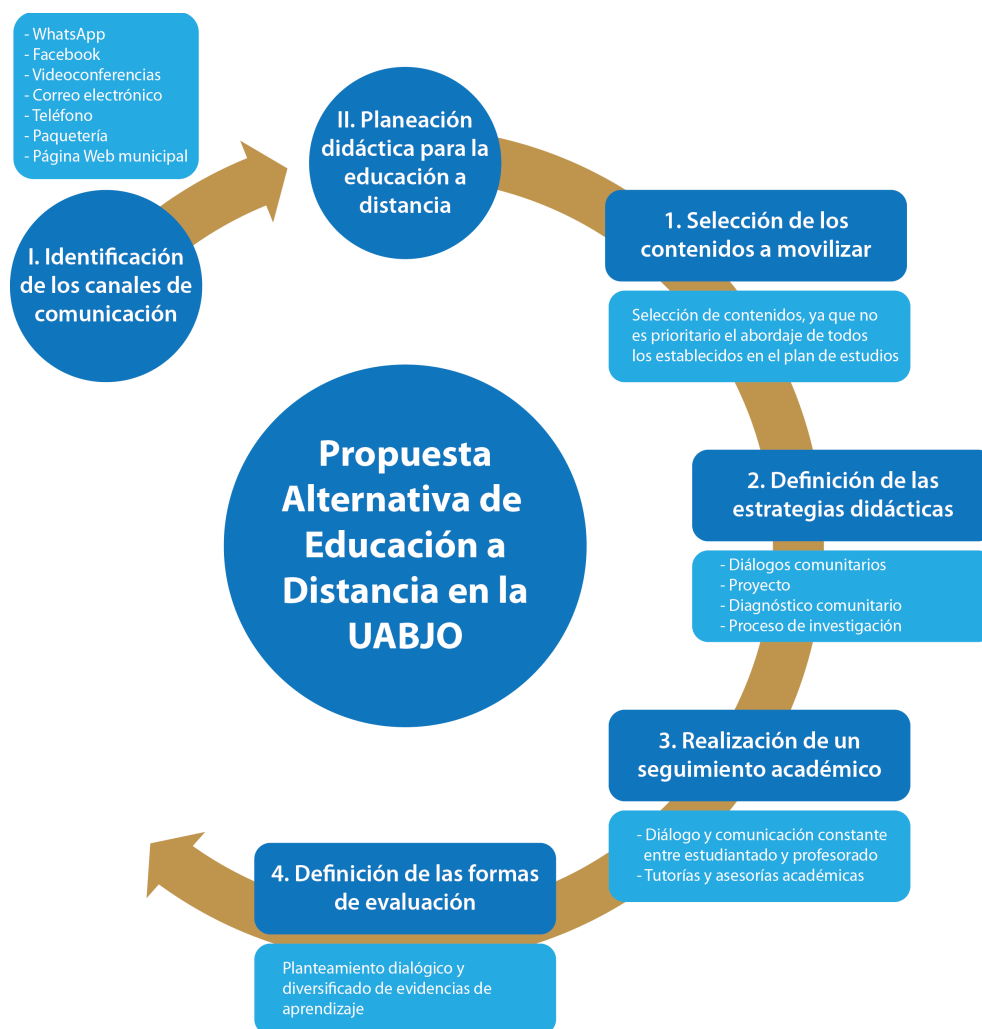 - WhatsApp
- Facebook
- Videoconferencias
- Correo electrónico
- Teléfono
- Paquetería
- Página Web municipal
I. Identificación
de los canales de
comunicación
II. Planeación
didáctica para la
educación a
distancia
1. Selección de los
contenidos a movilizar
Selección de contenidos, ya que no
es prioritario el abordaje de todos
los establecidos en el plan de estudios
2. Definición de las
estrategias didácticas
- Diálogos comunitarios
- Proyecto
- Diagnóstico comunitario
- Proceso de investigación
Propuesta
Alternativa de
Educación a
Distancia en la
UABJO
3. Realización de un
seguimiento académico
- Diálogo y comunicación constante
entre estudiantado y profesorado
- Tutorías y asesorías académicas
4. Definición de las formas
de evaluación
Planteamiento dialógico y
diversificado de evidencias de
aprendizaje